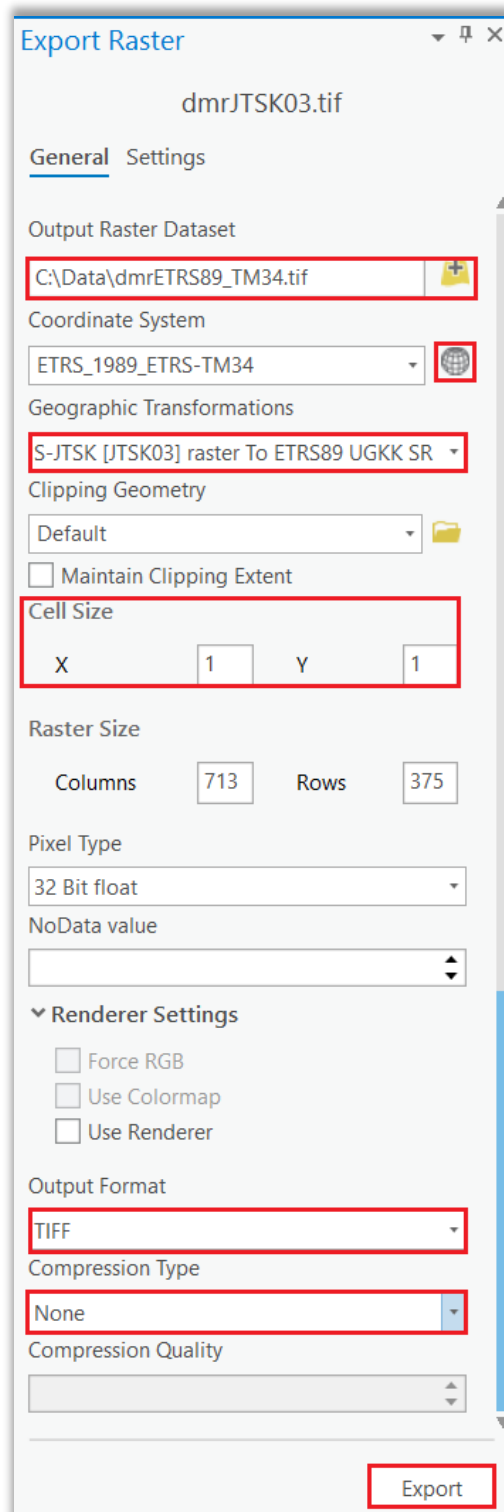 Export Raster
dmrJTSK03.tif
General Settings
Output Raster Dataset
C:\Data\dmrETRS89_TM34.tif
Coordinate System
ETRS_1989_ETRS-TM34
Geographic Transformations
S-JTSK [JTSK03] raster To ETRS89 UGKK SR
Clipping Geometry
Default
Maintain Clipping Extent
Cell Size
X 1 Y 1
Raster Size
Columns 713 Rows 375
Pixel Type
32 Bit float
NoData value
Renderer Settings
Force RGB
Use Colormap
Use Renderer
Output Format
TIFF
Compression Type
None
Compression Quality
Export